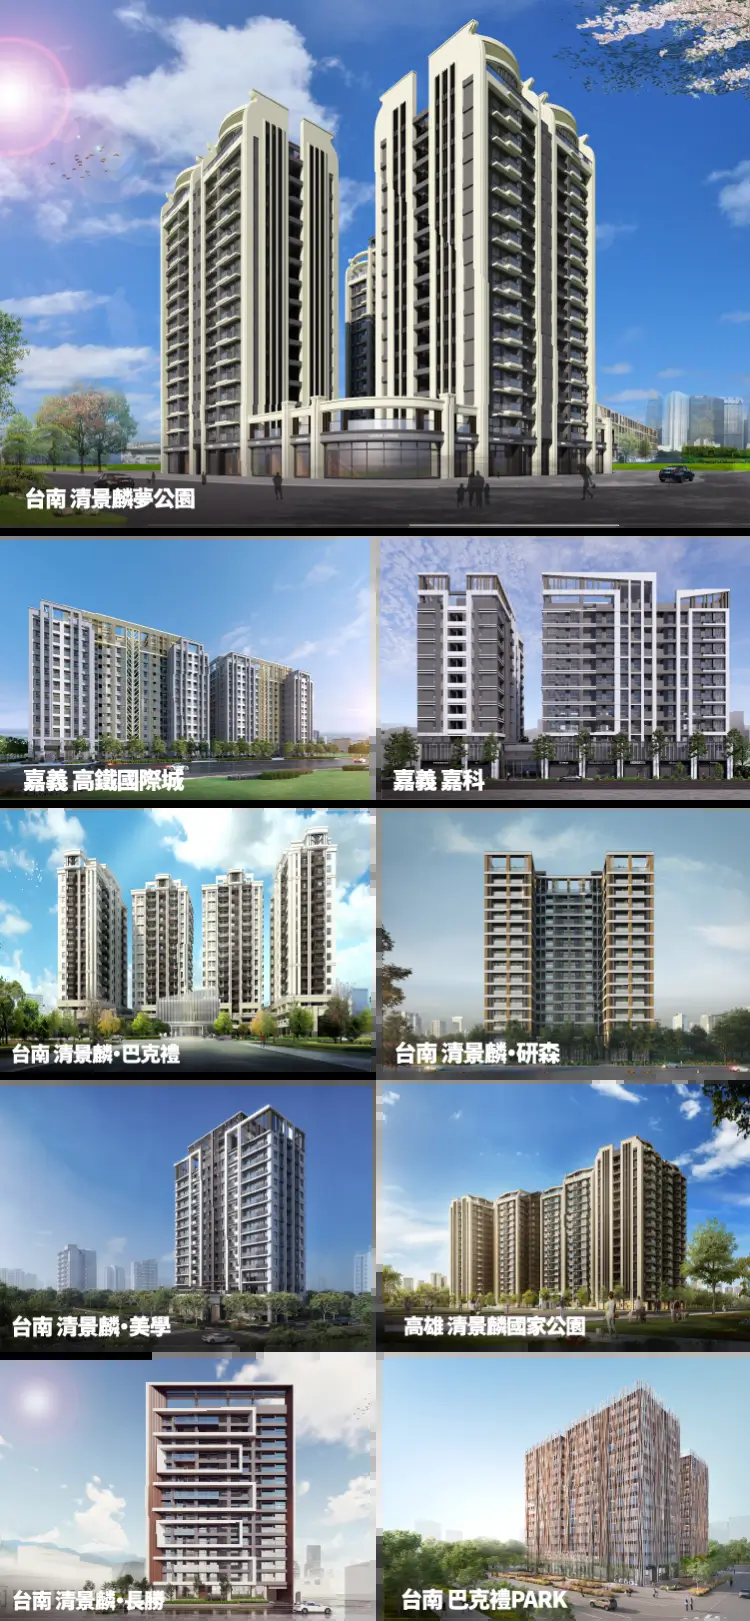 台南 清景麟夢公園
嘉義 高鐵國際城
嘉義 嘉科
台南 清景麟•巴克禮
台南 清景麟•研森
台南 清景麟•美學
高雄 清景麟國家公園
台南 清景麟•長勝
台南 巴克禮PARK